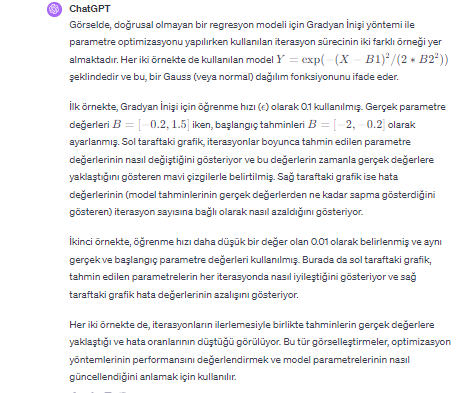 ChatGPT
Görselde, doğrusal olmayan bir regresyon modeli için Gradyan İnişi yöntemi ile
parametre optimizasyonu yapılırken kullanılan iterasyon sürecinin iki farklı örneği yer
almaktadır. Her iki örnekte de kullanılan model Y = exp(−(X − B1)²/(2 ∗ B2²))
şeklindedir ve bu, bir Gauss (veya normal) dağılım fonksiyonunu ifade eder.
İlk örnekte, Gradyan İnişi için öğrenme hızı (ϵ) olarak 0.1 kullanılmış. Gerçek parametre
değerleri B = [−0.2, 1.5] iken, başlangıç tahminleri B = [−2, −0.2] olarak
ayarlanmış. Sol taraftaki grafik, iterasyonlar boyunca tahmin edilen parametre
değerlerinin nasıl değiştiğini gösteriyor ve bu değerlerin zamanla gerçek değerlere
yaklaştığını gösteren mavi çizgilerle belirtilmiş. Sağ taraftaki grafik ise hata
değerlerinin (model tahminlerinin gerçek değerlerden ne kadar sapma gösterdiğini
gösteren) iterasyon sayısına bağlı olarak nasıl azaldığını gösteriyor.
İkinci örnekte, öğrenme hızı daha düşük bir değer olan 0.01 olarak belirlenmiş ve aynı
gerçek ve başlangıç parametre değerleri kullanılmış. Burada da sol taraftaki grafik,
tahmin edilen parametrelerin her iterasyonda nasıl iyileştiğini gösteriyor ve sağ
taraftaki grafik hata değerlerinin azalışını gösteriyor.
Her iki örnekte de, iterasyonların ilerlemesiyle birlikte tahminlerin gerçek değerlere
yaklaştığı ve hata oranlarının düştüğü görülüyor. Bu tür görselleştirmeler, optimizasyon
yöntemlerinin performansını değerlendirmek ve model parametrelerinin nasıl
güncellendiğini anlamak için kullanılır.